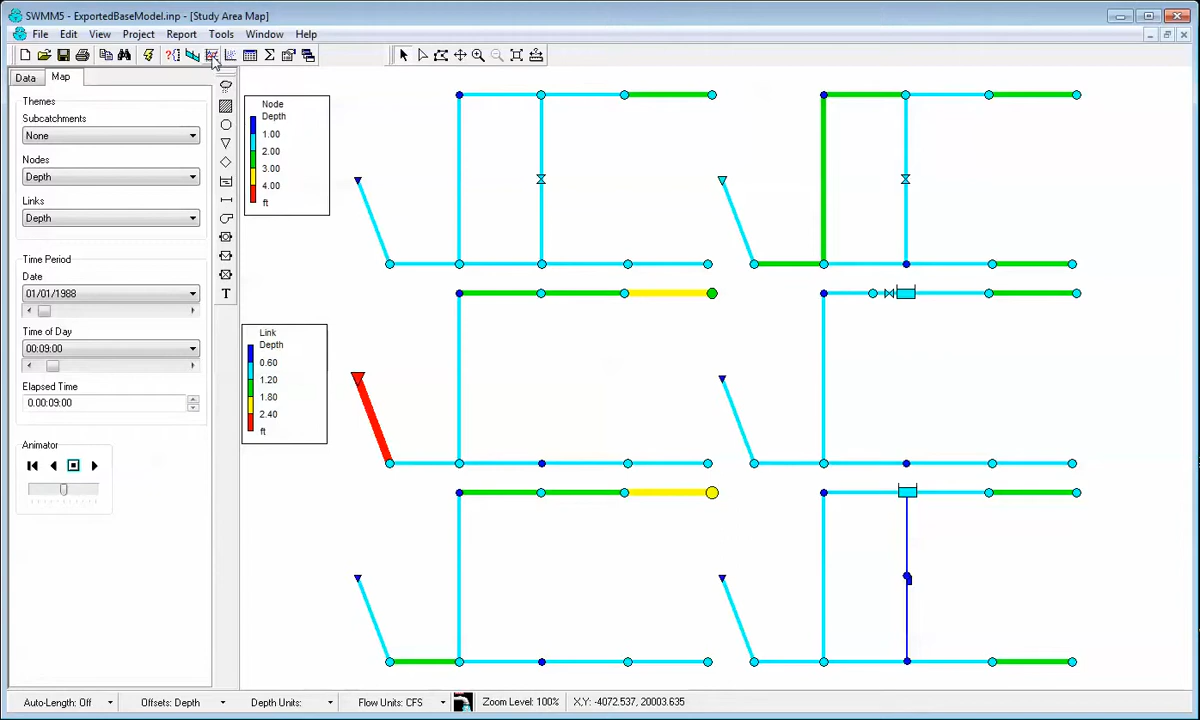 SWMM5 - ExportedBaseModel.inp - [Study Area Map]
File Edit View Project Report Tools Window Help
Data Map
Themes
Subcatchments
None
Nodes
Depth
Links
Depth
Time Period
Date
01/01/1988
Time of Day
00:09:00
Elapsed Time
0.00:09:00
Animator
T
Node
Depth
1.00
2.00
3.00
4.00
ft
Link
Depth
0.60
1.20
1.80
2.40
ft
Auto-Length: Off Offsets: Depth Depth Units: Flow Units: CFS Zoom Level: 100% X,Y: -4072.537, 20003.635